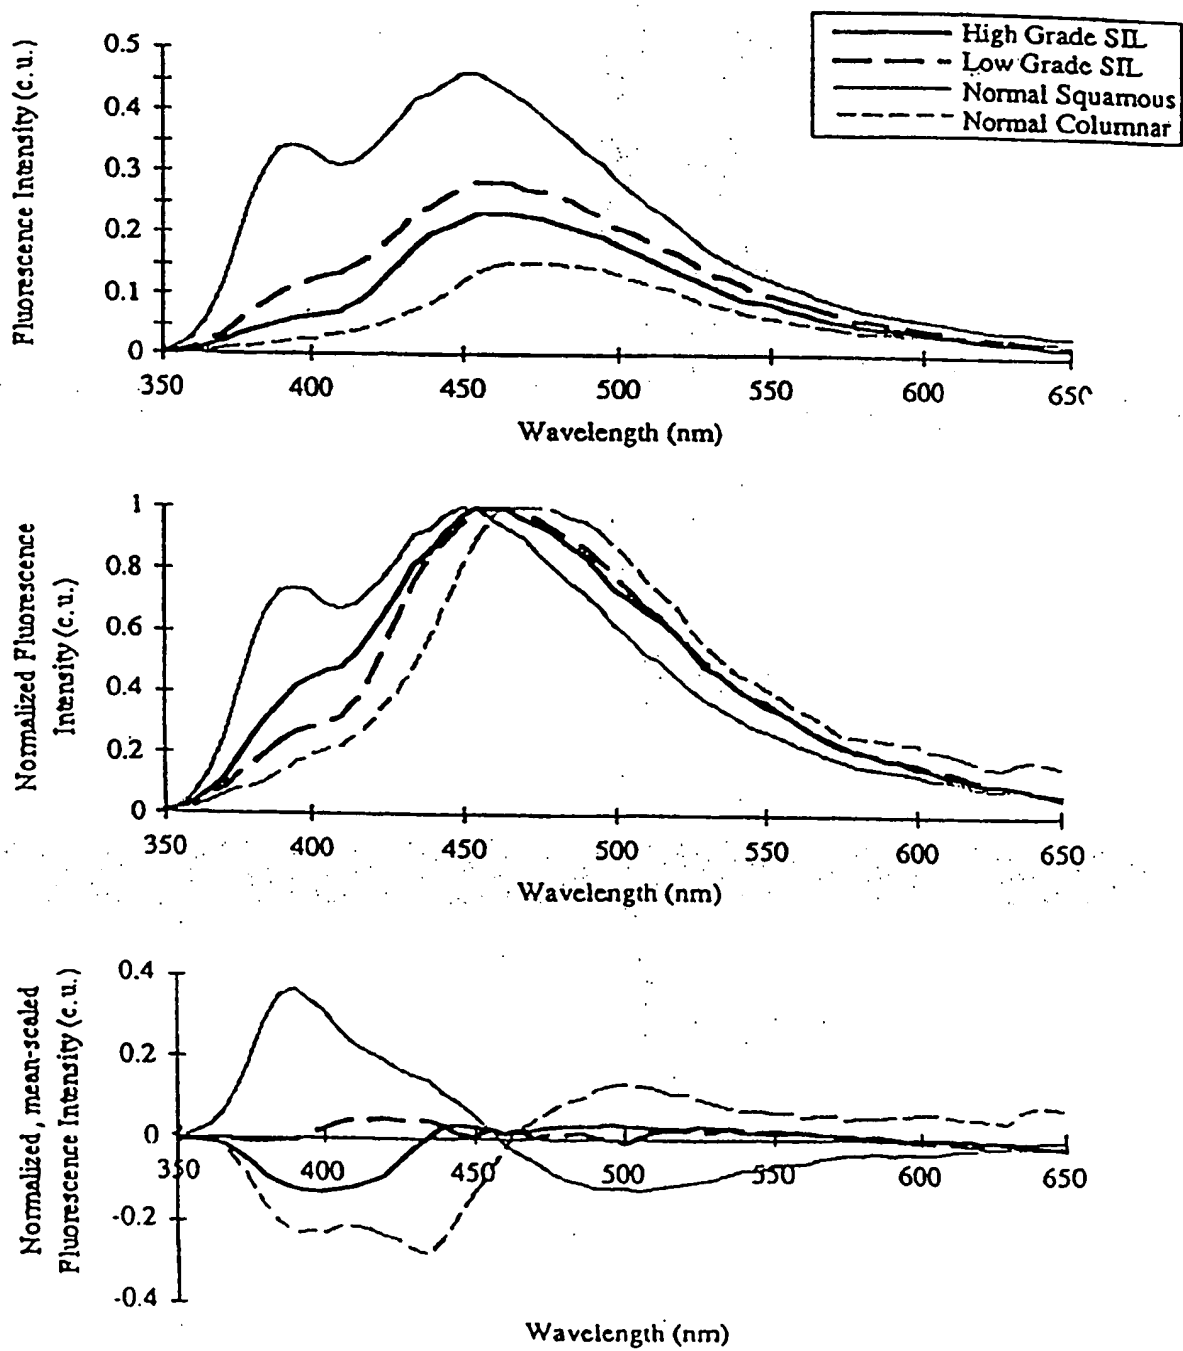 High Grade SIL
Low Grade SIL
Normal Squamous
Normal Columnar
Fluorescence Intensity (c.u.)
0.5
0.4
0.3
0.2
0.1
0
350 400 450 500 550 600 650
Wavelength (nm)
Normalized Fluorescence
Intensity (c.u.)
1
0.8
0.6
0.4
0.2
0
350 400 450 500 550 600 650
Wavelength (nm)
Normalized, mean-scaled
Fluorescence Intensity (c.u.)
0.4
0.2
0
350 400 450 500 550 600 650
-0.2
-0.4
Wavelength (nm)